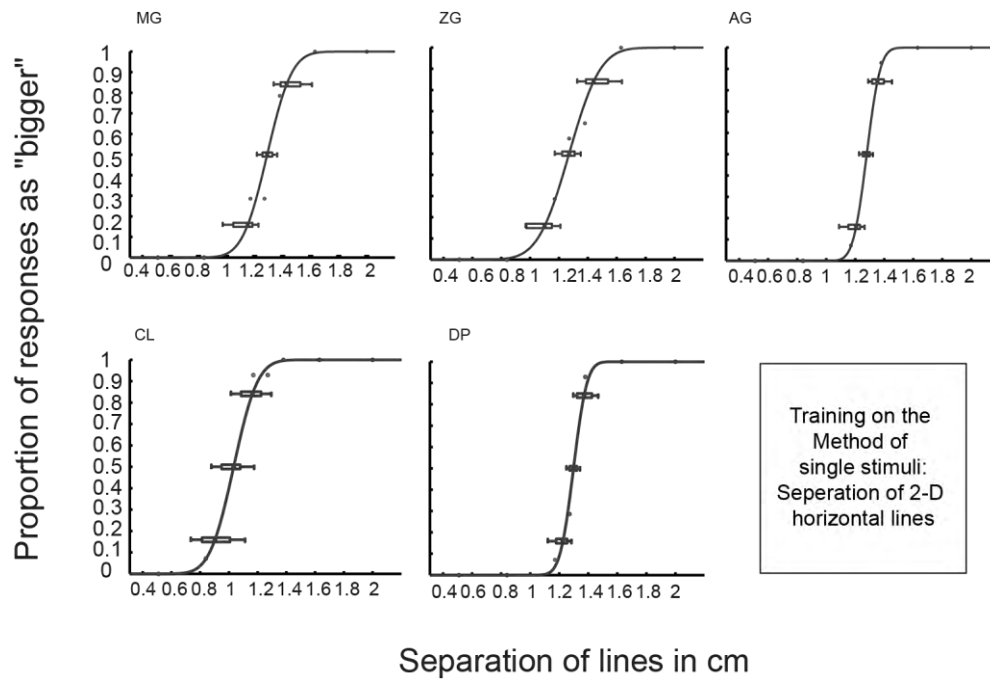 MG
ZG
AG
Proportion of responses as "bigger"
1
0.9
0.8
0.7
0.6
0.5
0.4
0.3
0.2
0.1
0
0.4 0.6 0.8 1 1.2 1.4 1.6 1.8 2
0.4 0.6 0.8 1 1.2 1.4 1.6 1.8 2
0.4 0.6 0.8 1 1.2 1.4 1.6 1.8 2
CL
DP
1
0.9
0.8
0.7
0.6
0.5
0.4
0.3
0.2
0.1
0
0.4 0.6 0.8 1 1.2 1.4 1.6 1.8 2
0.4 0.6 0.8 1 1.2 1.4 1.6 1.8 2
Training on the
Method of
single stimuli:
Seperation of 2-D
horizontal lines
Separation of lines in cm